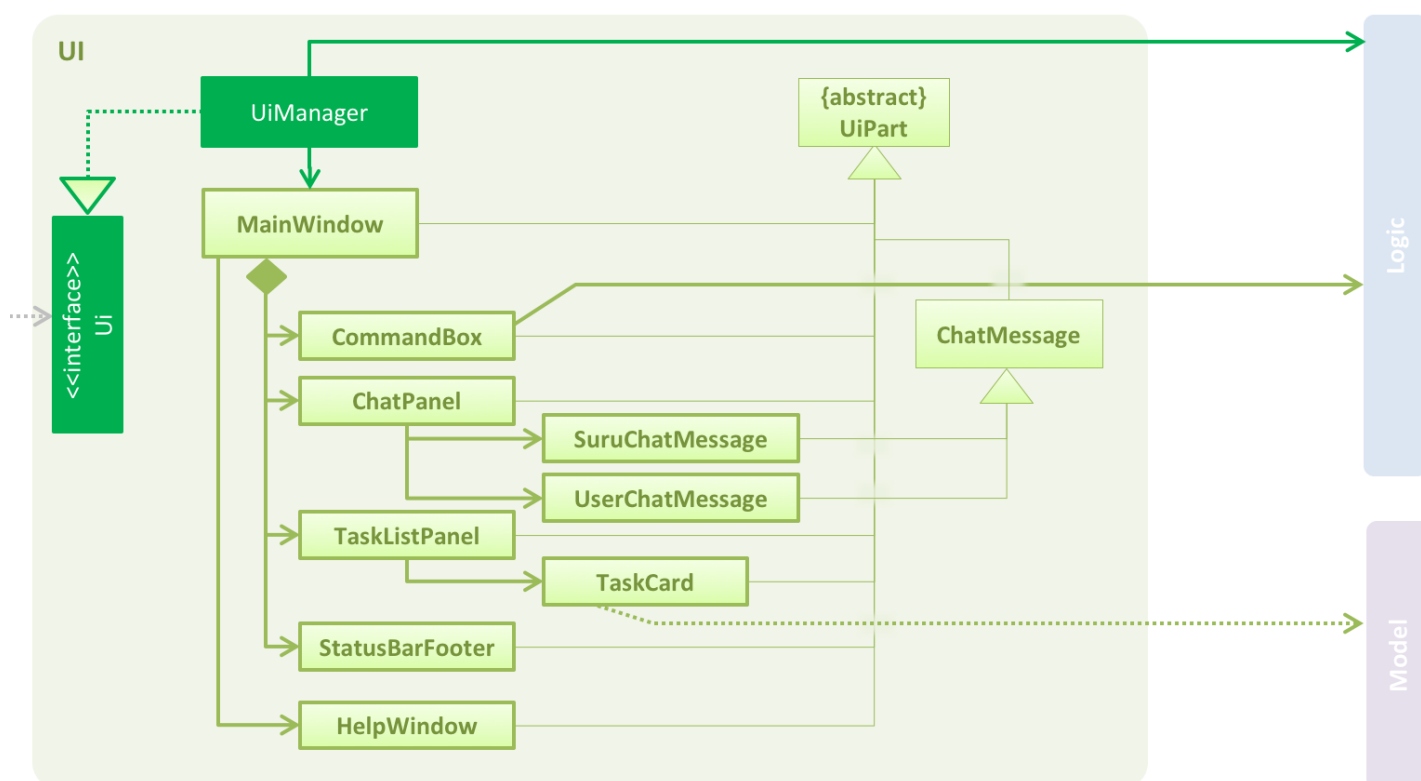 UI
UiManager
{abstract}
UiPart
MainWindow
<<interface>>
Ui
Logic
CommandBox
ChatMessage
ChatPanel
SuruChatMessage
UserChatMessage
TaskListPanel
TaskCard
StatusBarFooter
Model
HelpWindow